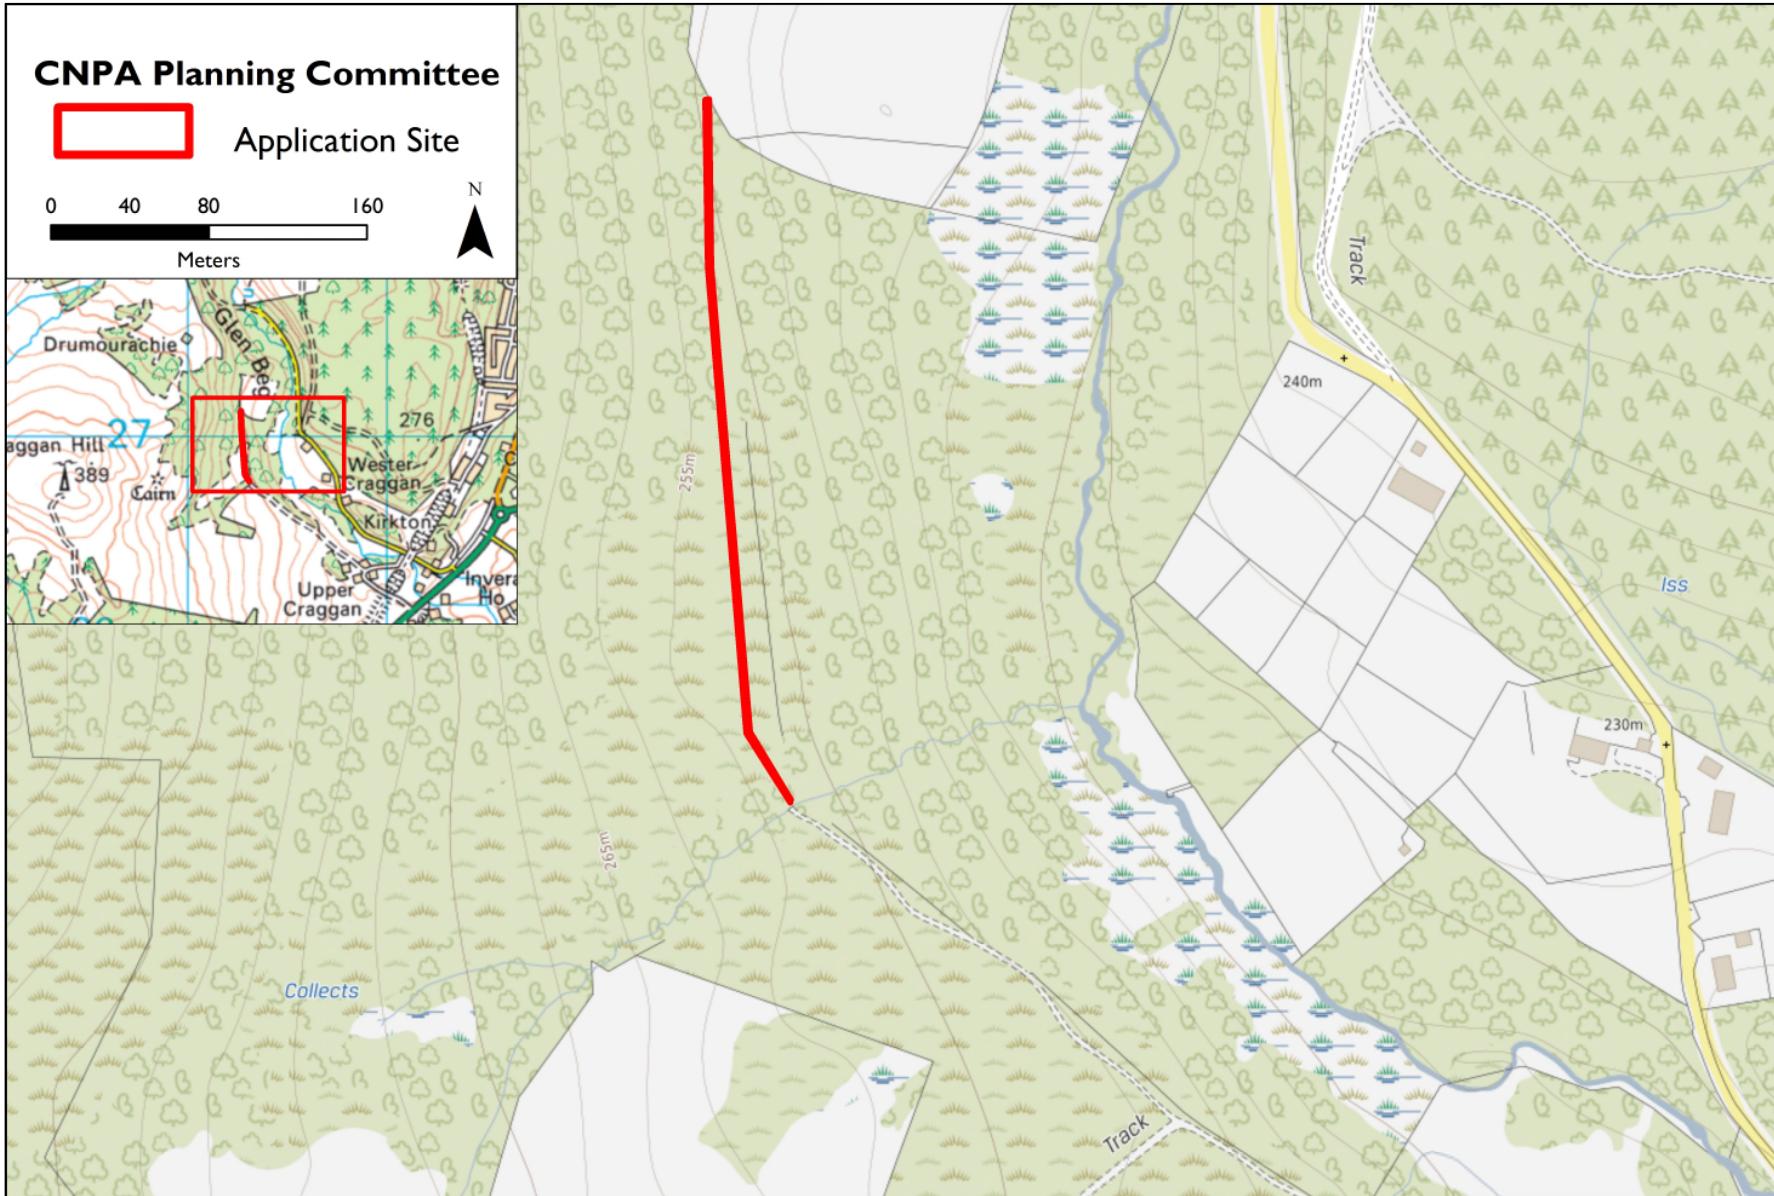 CNPA Planning Committee
Application Site
0 40 80 160
Meters
N
Drumourachie
Glen Beg
27
276
aggan Hill
389
Cairn
Wester
Craggan
Kirkton
Upper
Craggan
Invera
Ho
255m
265m
Collects
Track
Track
240m
230m
Iss